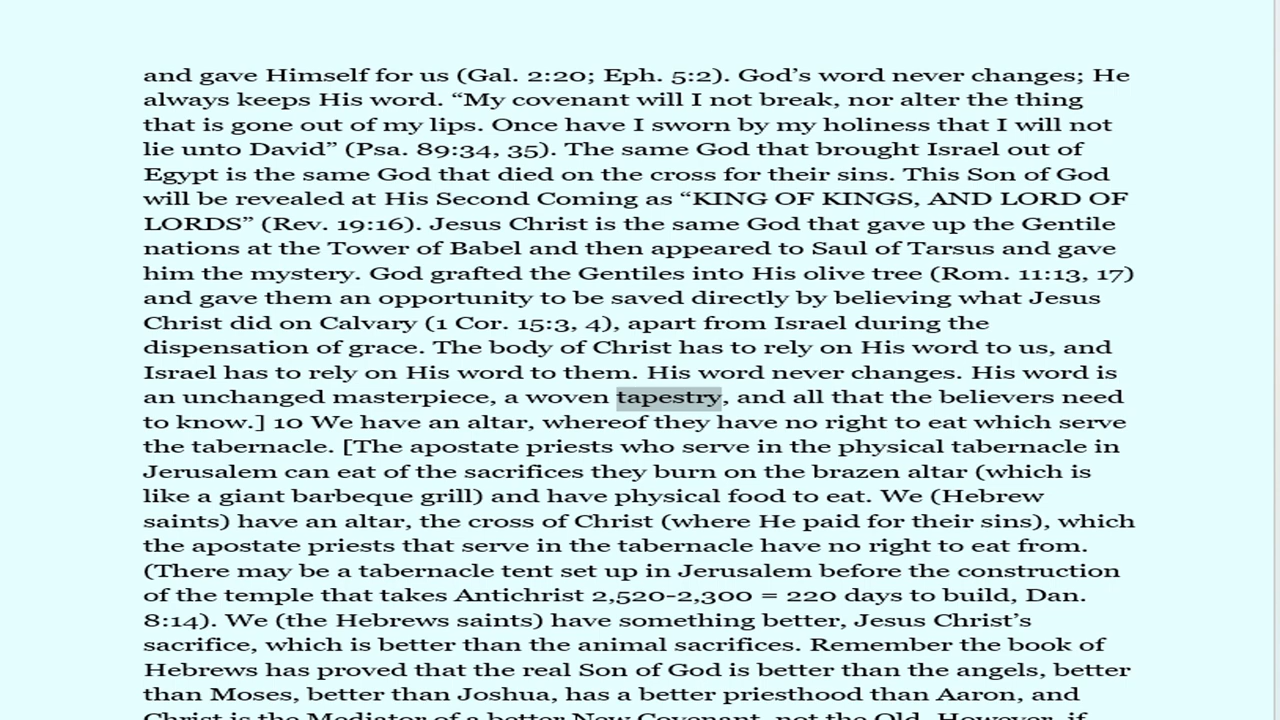 and gave Himself for us (Gal. 2:20; Eph. 5:2). God’s word never changes; He
always keeps His word. “My covenant will I not break, nor alter the thing
that is gone out of my lips. Once have I sworn by my holiness that I will not
lie unto David” (Psa. 89:34, 35). The same God that brought Israel out of
Egypt is the same God that died on the cross for their sins. This Son of God
will be revealed at His Second Coming as “KING OF KINGS, AND LORD OF
LORDS” (Rev. 19:16). Jesus Christ is the same God that gave up the Gentile
nations at the Tower of Babel and then appeared to Saul of Tarsus and gave
him the mystery. God grafted the Gentiles into His olive tree (Rom. 11:13, 17)
and gave them an opportunity to be saved directly by believing what Jesus
Christ did on Calvary (1 Cor. 15:3, 4), apart from Israel during the
dispensation of grace. The body of Christ has to rely on His word to us, and
Israel has to rely on His word to them. His word never changes. His word is
an unchanged masterpiece, a woven tapestry, and all that the believers need
to know.] 10 We have an altar, whereof they have no right to eat which serve
the tabernacle. [The apostate priests who serve in the physical tabernacle in
Jerusalem can eat of the sacrifices they burn on the brazen altar (which is
like a giant barbeque grill) and have physical food to eat. We (Hebrew
saints) have an altar, the cross of Christ (where He paid for their sins), which
the apostate priests that serve in the tabernacle have no right to eat from.
(There may be a tabernacle tent set up in Jerusalem before the construction
of the temple that takes Antichrist 2,520-2,300 = 220 days to build, Dan.
8:14). We (the Hebrews saints) have something better, Jesus Christ’s
sacrifice, which is better than the animal sacrifices. Remember the book of
Hebrews has proved that the real Son of God is better than the angels, better
than Moses, better than Joshua, has a better priesthood than Aaron, and
Christ is the Mediator of a better New Covenant, not the Old. However, if